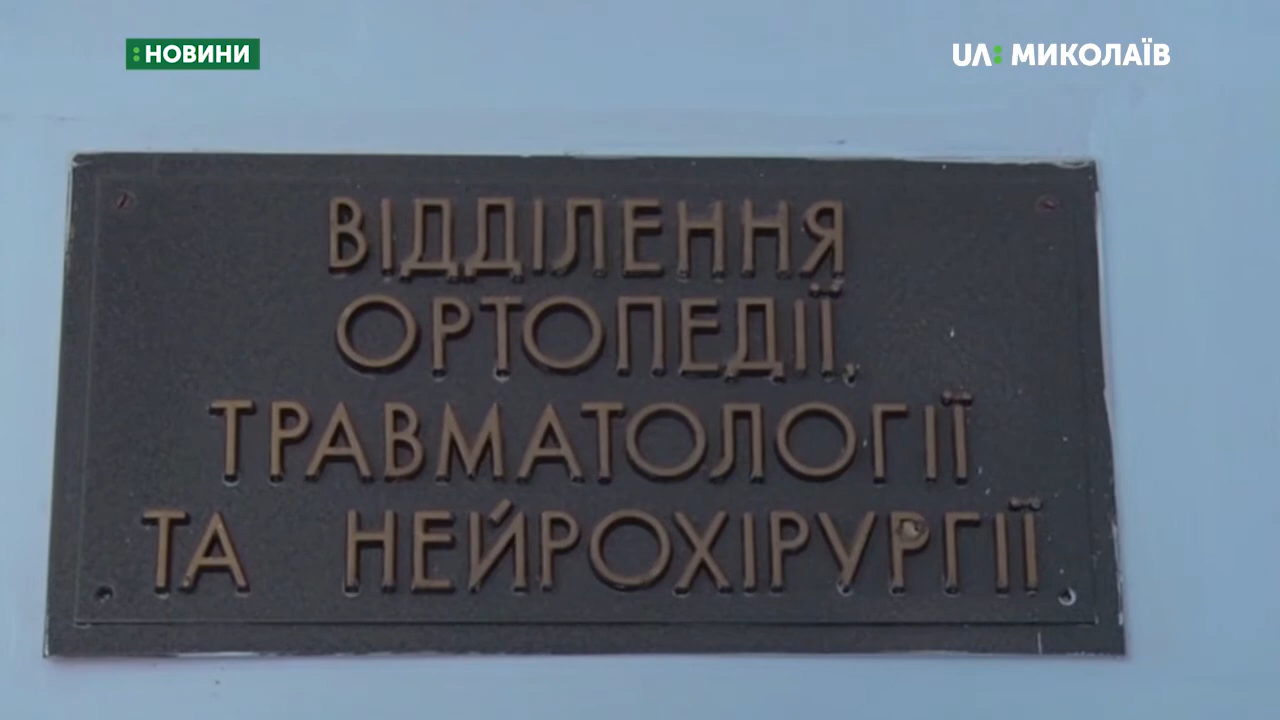 :НОВИНИ
UA: МИКОЛАЇВ
ВІДДІЛЕННЯ
ОРТОПЕДІЇ,
ТРАВМАТОЛОГІЇ
ТА НЕЙРОХІРУРГІЇ